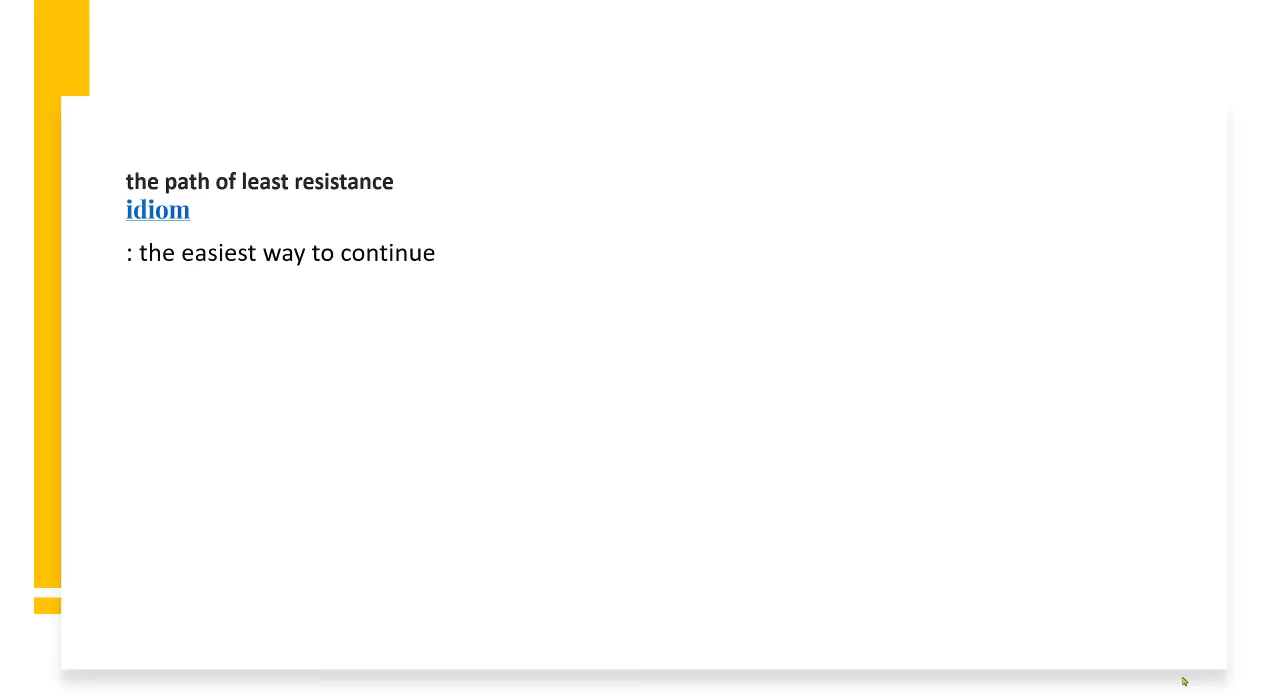 the path of least resistance
idiom
: the easiest way to continue